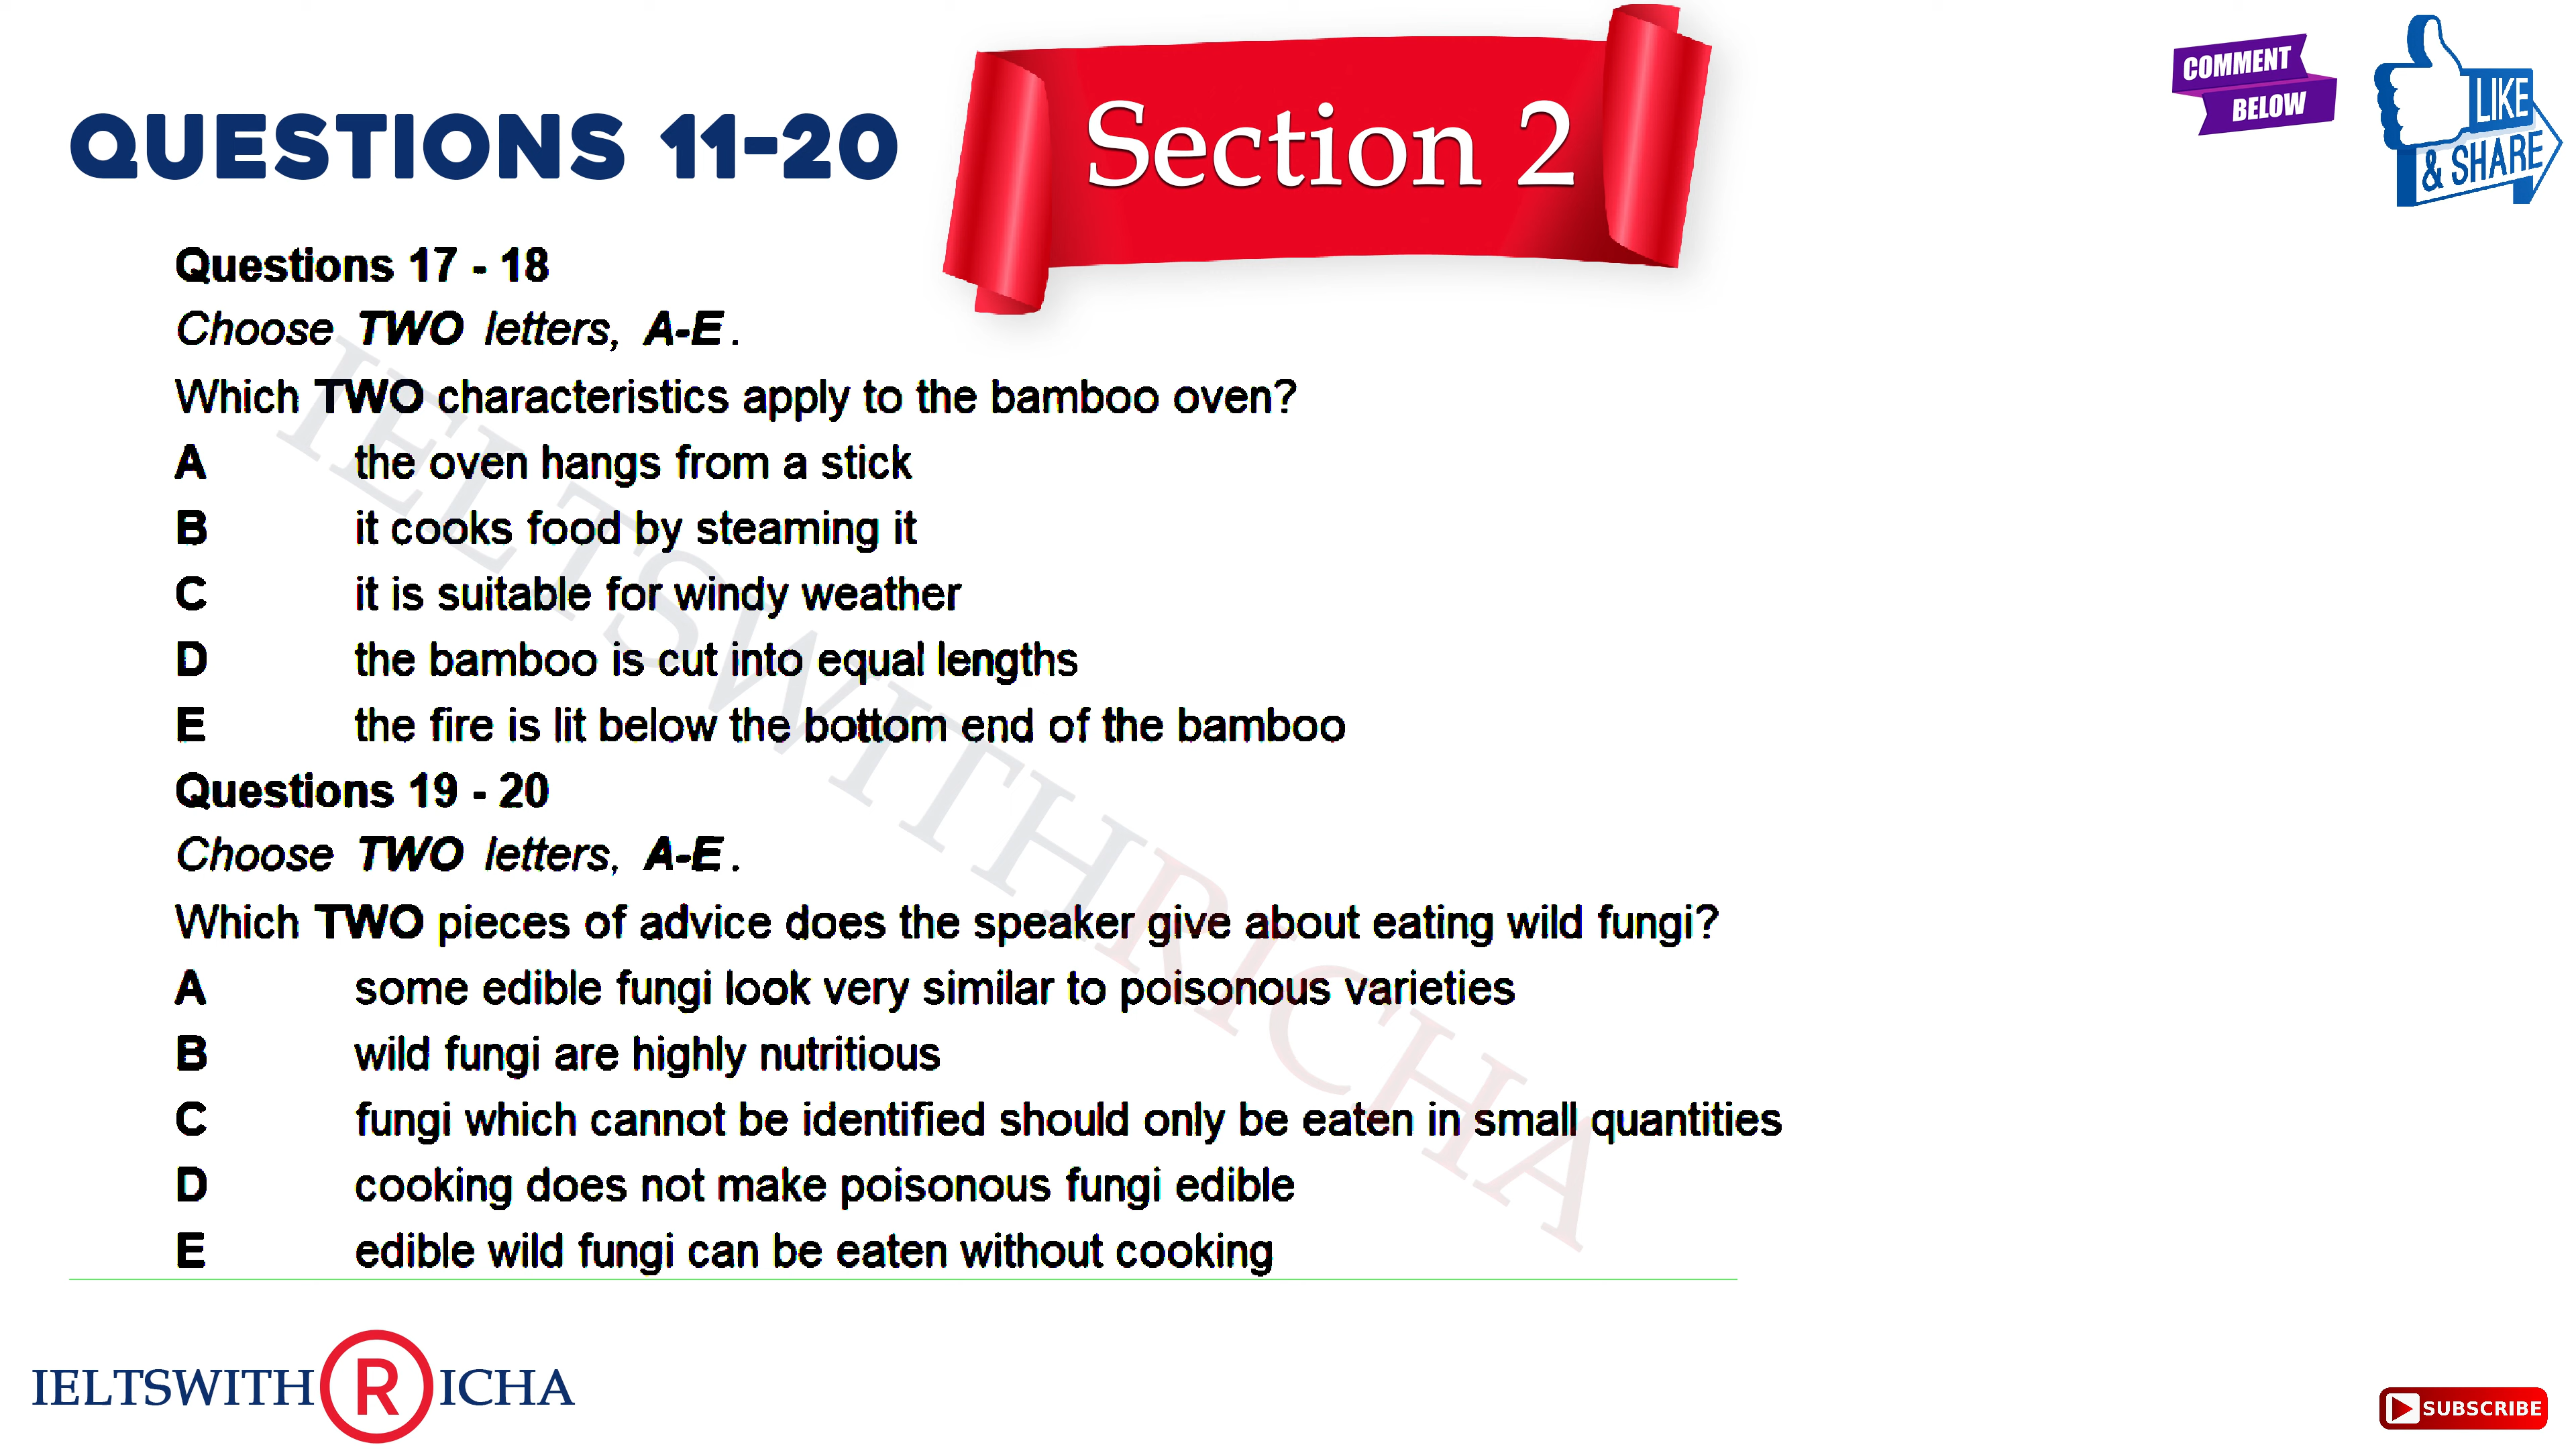 QUESTIONS 11-20
Section 2
COMMENT
BELOW
LIKE
& SHARE
Questions 17 - 18
Choose TWO letters, A-E.
Which TWO characteristics apply to the bamboo oven?
A the oven hangs from a stick
B it cooks food by steaming it
C it is suitable for windy weather
D the bamboo is cut into equal lengths
E the fire is lit below the bottom end of the bamboo
Questions 19 - 20
Choose TWO letters, A-E.
Which TWO pieces of advice does the speaker give about eating wild fungi?
A some edible fungi look very similar to poisonous varieties
B wild fungi are highly nutritious
C fungi which cannot be identified should only be eaten in small quantities
D cooking does not make poisonous fungi edible
E edible wild fungi can be eaten without cooking
IELTSWITHRICHA
IELTSWITHRICHA
SUBSCRIBE